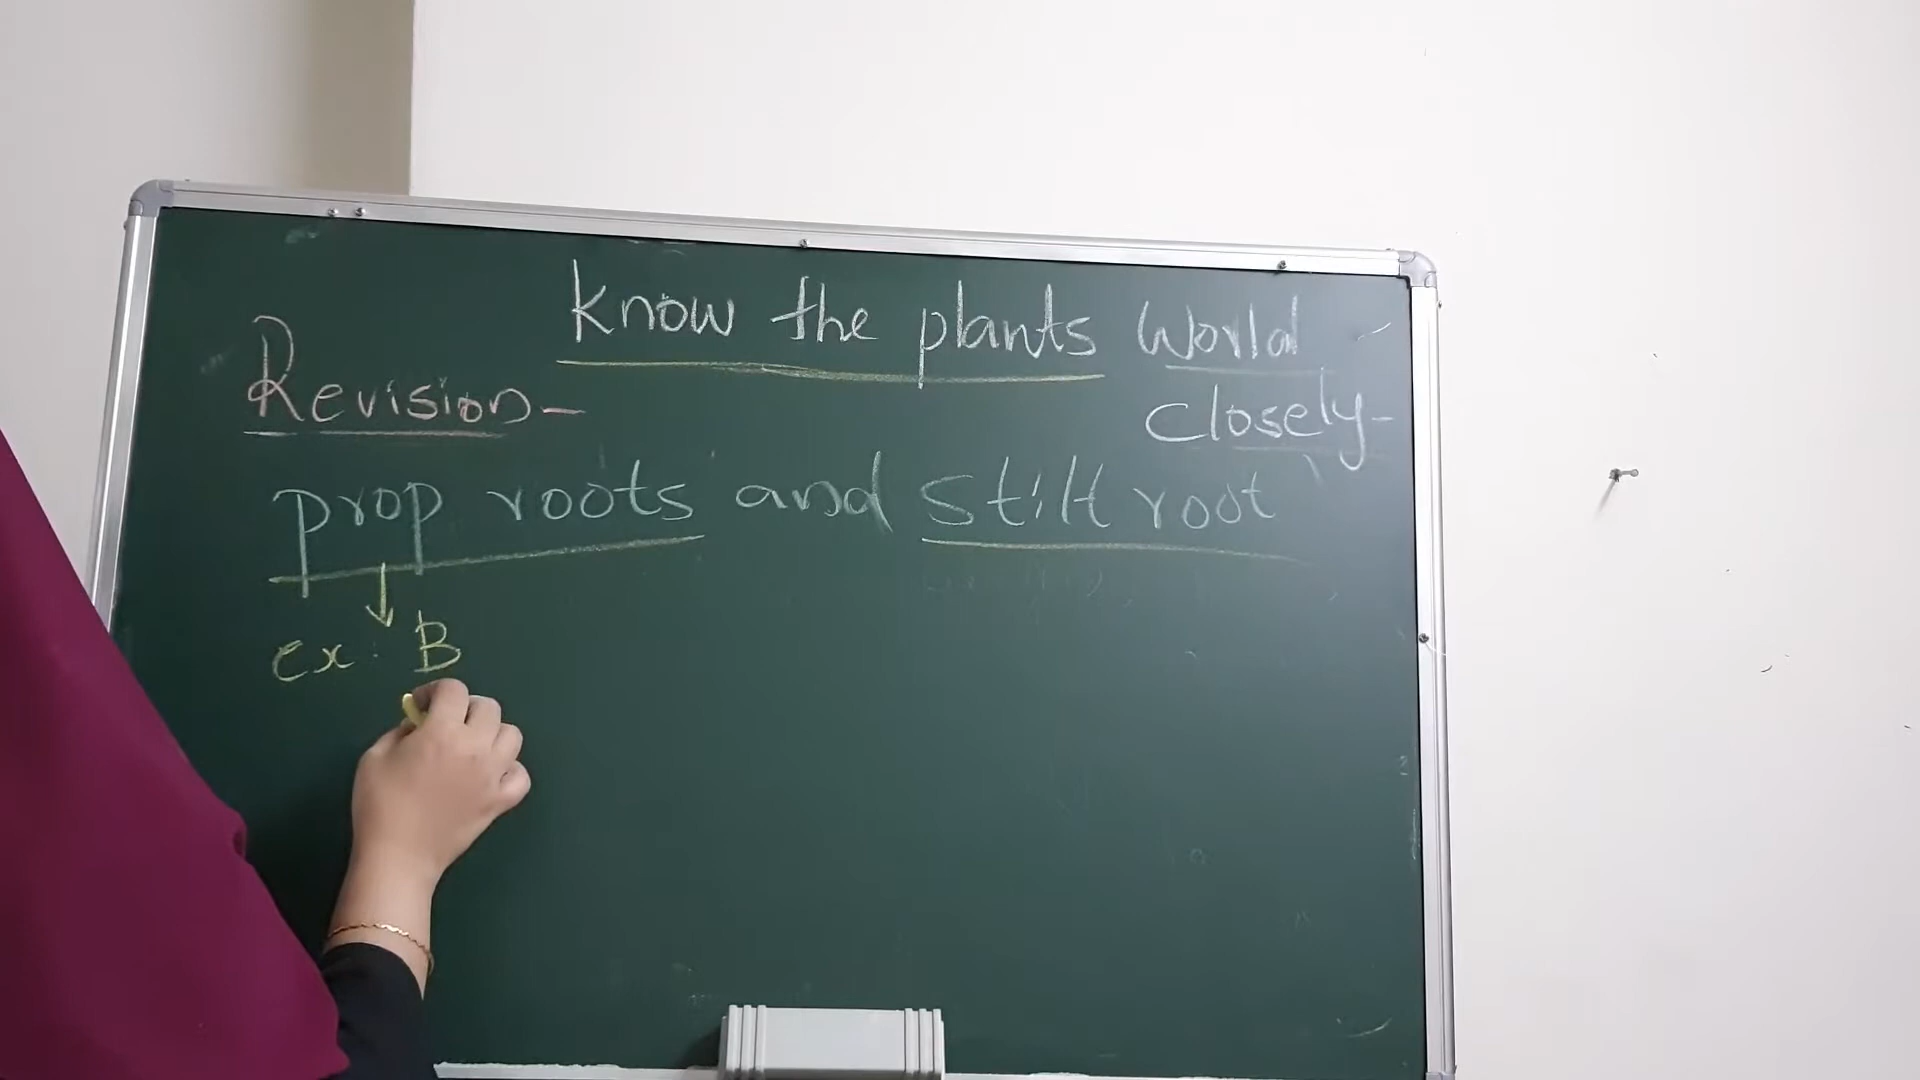 Know the plants World
Closely-
Revision-
prop roots and stilt root
ex: B